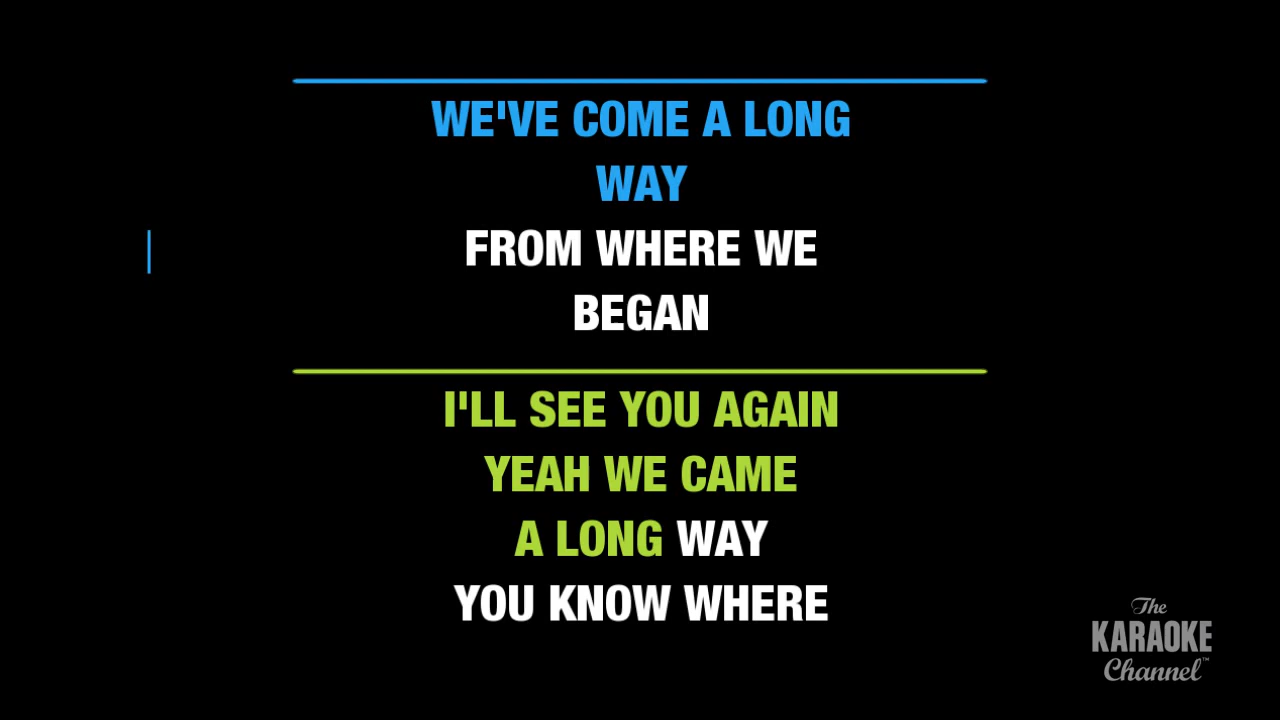 WE'VE COME A LONG
WAY
FROM WHERE WE
BEGAN
I'LL SEE YOU AGAIN
YEAH WE CAME
A LONG WAY
YOU KNOW WHERE
The
KARAOKE
Channel™